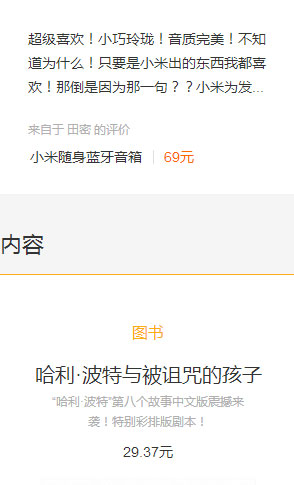 超级喜欢！小巧玲珑！音质完美！不知
道为什么！只要是小米出的东西我都喜
欢！那倒是因为那一句？？小米为发...
来自于 田密 的评价
小米随身蓝牙音箱 | 69元
内容
图书
哈利·波特与被诅咒的孩子
“哈利·波特”第八个故事中文版震撼来
袭！特别彩排版剧本！
29.37元